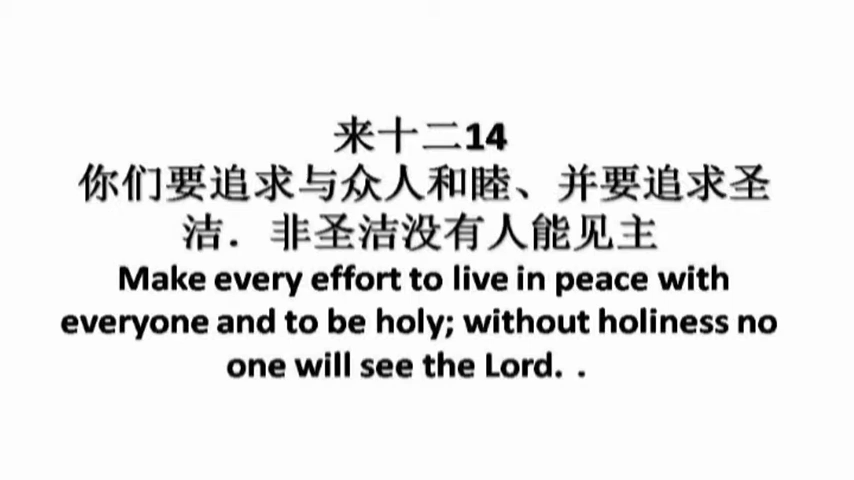 来十二14
你们要追求与众人和睦、并要追求圣
洁．非圣洁没有人能见主
Make every effort to live in peace with
everyone and to be holy; without holiness no
one will see the Lord. .